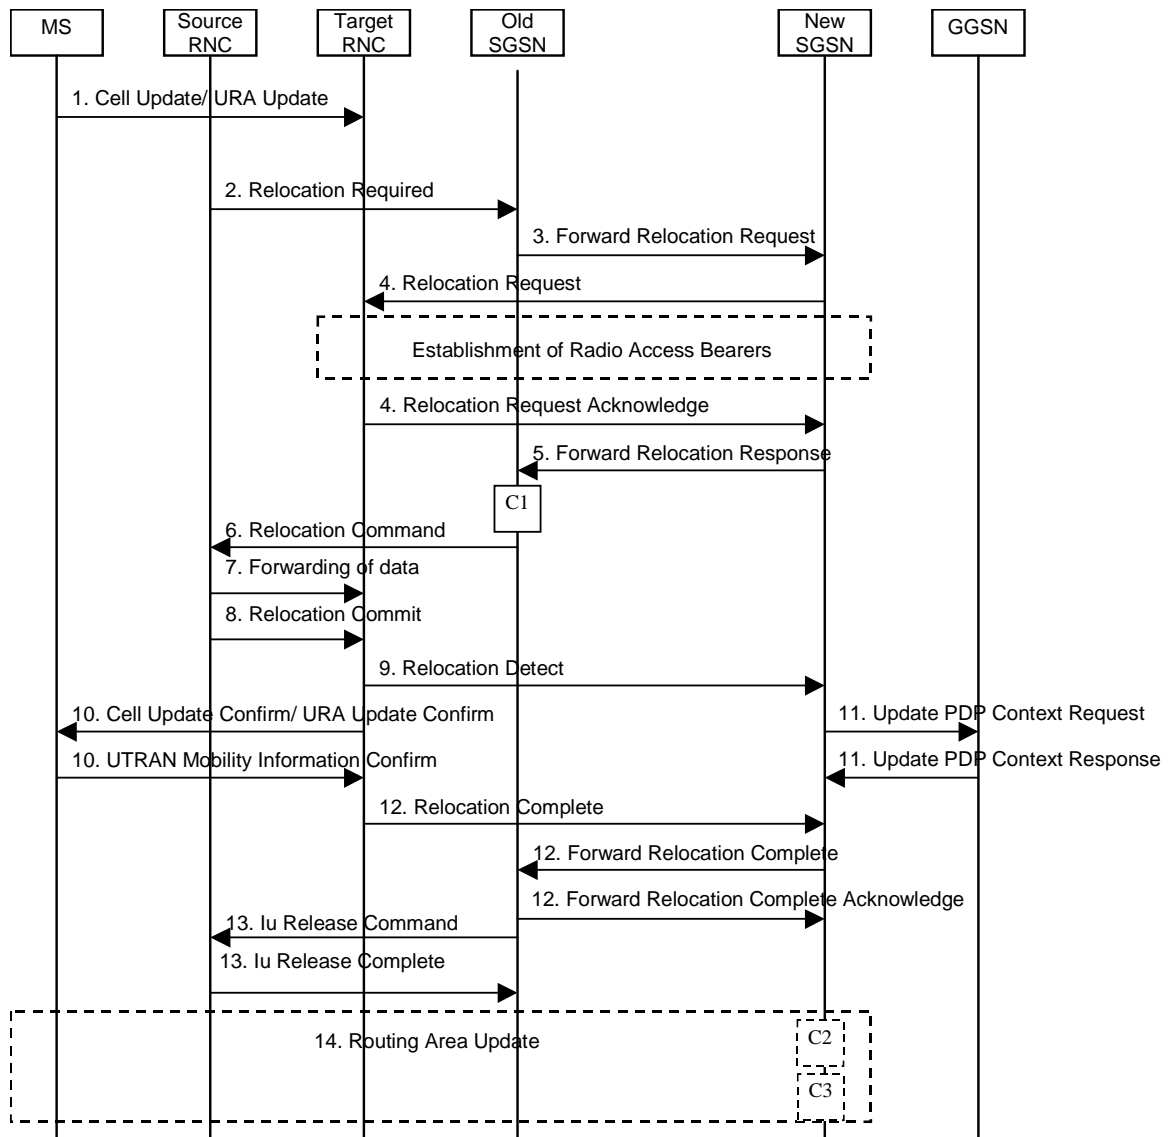 MS
Source
RNC
Target
RNC
Old
SGSN
New
SGSN
GGSN
1. Cell Update/ URA Update
2. Relocation Required
3. Forward Relocation Request
4. Relocation Request
Establishment of Radio Access Bearers
4. Relocation Request Acknowledge
5. Forward Relocation Response
C1
6. Relocation Command
7. Forwarding of data
8. Relocation Commit
9. Relocation Detect
10. Cell Update Confirm/ URA Update Confirm
11. Update PDP Context Request
10. UTRAN Mobility Information Confirm
11. Update PDP Context Response
12. Relocation Complete
12. Forward Relocation Complete
12. Forward Relocation Complete Acknowledge
13. Iu Release Command
13. Iu Release Complete
14. Routing Area Update
C2
C3